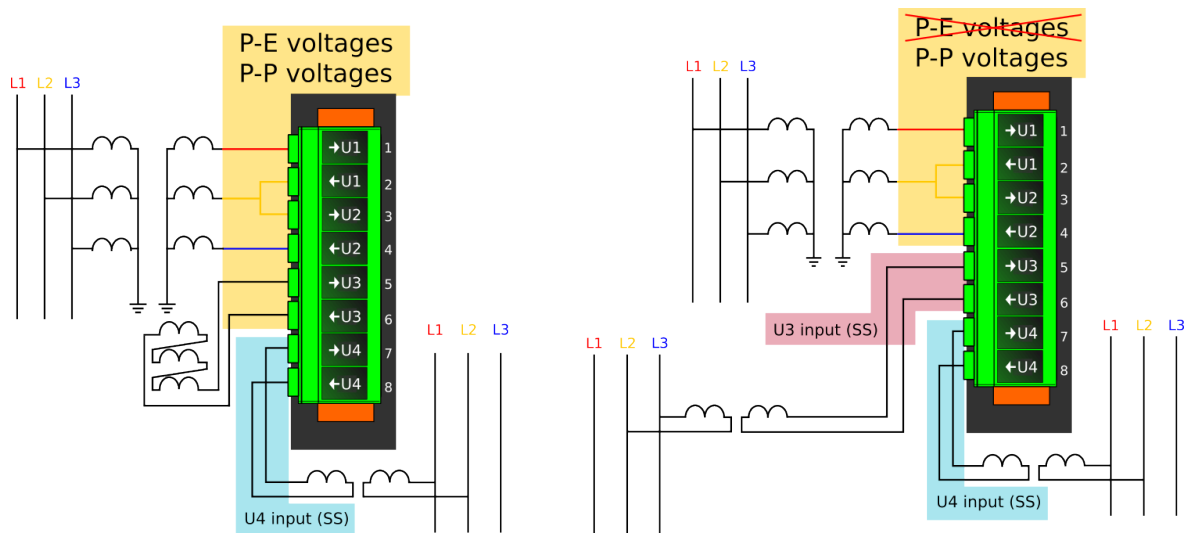 P-E voltages
P-P voltages
L1 L2 L3
→U1 1
←U1 2
→U2 3
←U2 4
→U3 5
←U3 6
→U4 7
←U4 8
L1 L2 L3
U4 input (SS)
P-E voltages
P-P voltages
L1 L2 L3
→U1 1
←U1 2
→U2 3
←U2 4
→U3 5
←U3 6
→U4 7
←U4 8
U3 input (SS)
L1 L2 L3
L1 L2 L3
U4 input (SS)